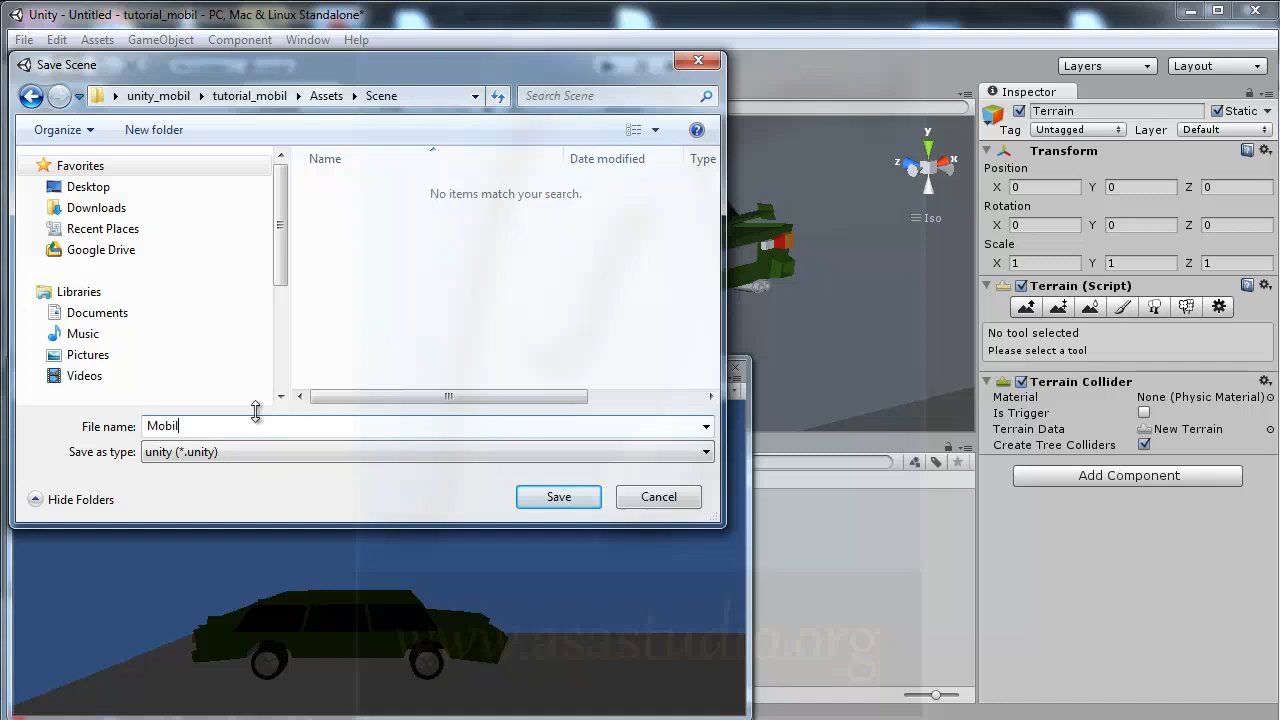 Unity - Untitled - tutorial_mobil - PC, Mac & Linux Standalone*
File Edit Assets GameObject Component Window Help
Save Scene
Layers Layout
unity_mobil tutorial_mobil Assets Scene Search Scene
Inspector
Terrain Static
Organize New folder
Tag Untagged Layer Default
y
z x
Iso
Transform
Position
X 0 Y 0 Z 0
Rotation
X 0 Y 0 Z 0
Scale
X 1 Y 1 Z 1
Name Date modified Type
No items match your search.
Favorites
Desktop
Downloads
Recent Places
Google Drive
Libraries
Documents
Music
Pictures
Videos
Terrain (Script)
No tool selected
Please select a tool
Terrain Collider
Material None (Physic Material)
Is Trigger
Terrain Data New Terrain
Create Tree Colliders
Add Component
File name: Mobil
Save as type: unity (*.unity)
Hide Folders Save Cancel
www.asastudio.org